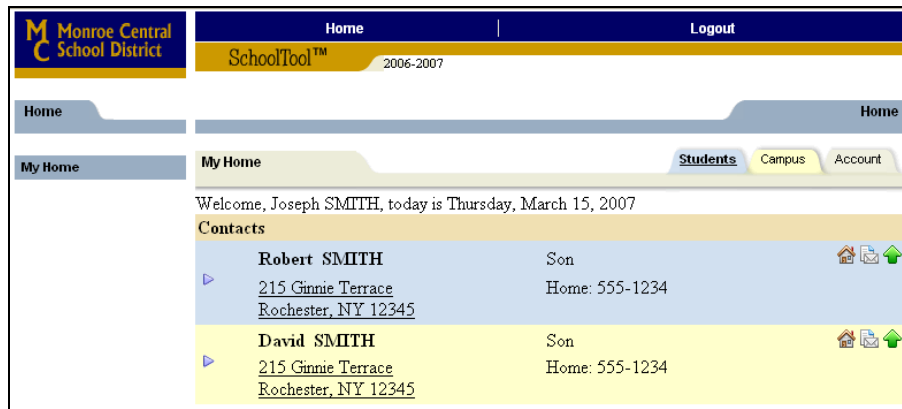 Monroe Central
School District
MC
Home
Logout
SchoolTool™
2006-2007
Home
Home
My Home
My Home
Students
Campus
Account
Welcome, Joseph SMITH, today is Thursday, March 15, 2007
Contacts
Robert SMITH
Son
215 Ginnie Terrace
Home: 555-1234
Rochester, NY 12345
David SMITH
Son
215 Ginnie Terrace
Home: 555-1234
Rochester, NY 12345